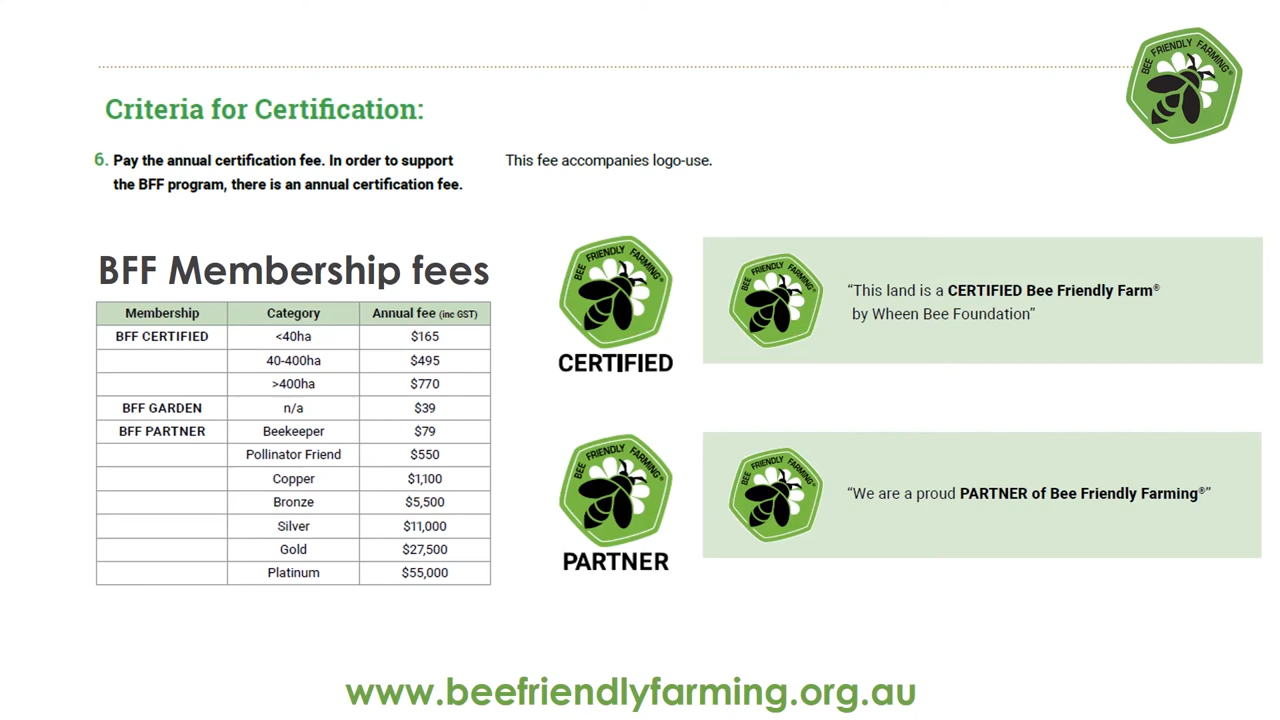 BEE FRIENDLY FARMING®
Criteria for Certification:
6. Pay the annual certification fee. In order to support
the BFF program, there is an annual certification fee.
This fee accompanies logo-use.
BFF Membership fees
Membership Category Annual fee (inc GST)
BFF CERTIFIED <40ha $165
40-400ha $495
>400ha $770
BFF GARDEN n/a $39
BFF PARTNER Beekeeper $79
Pollinator Friend $550
Copper $1,100
Bronze $5,500
Silver $11,000
Gold $27,500
Platinum $55,000
BEE FRIENDLY FARMING®
CERTIFIED
BEE FRIENDLY FARMING®
“This land is a CERTIFIED Bee Friendly Farm®
by Wheen Bee Foundation”
BEE FRIENDLY FARMING®
PARTNER
BEE FRIENDLY FARMING®
“We are a proud PARTNER of Bee Friendly Farming®”
www.beefriendlyfarming.org.au